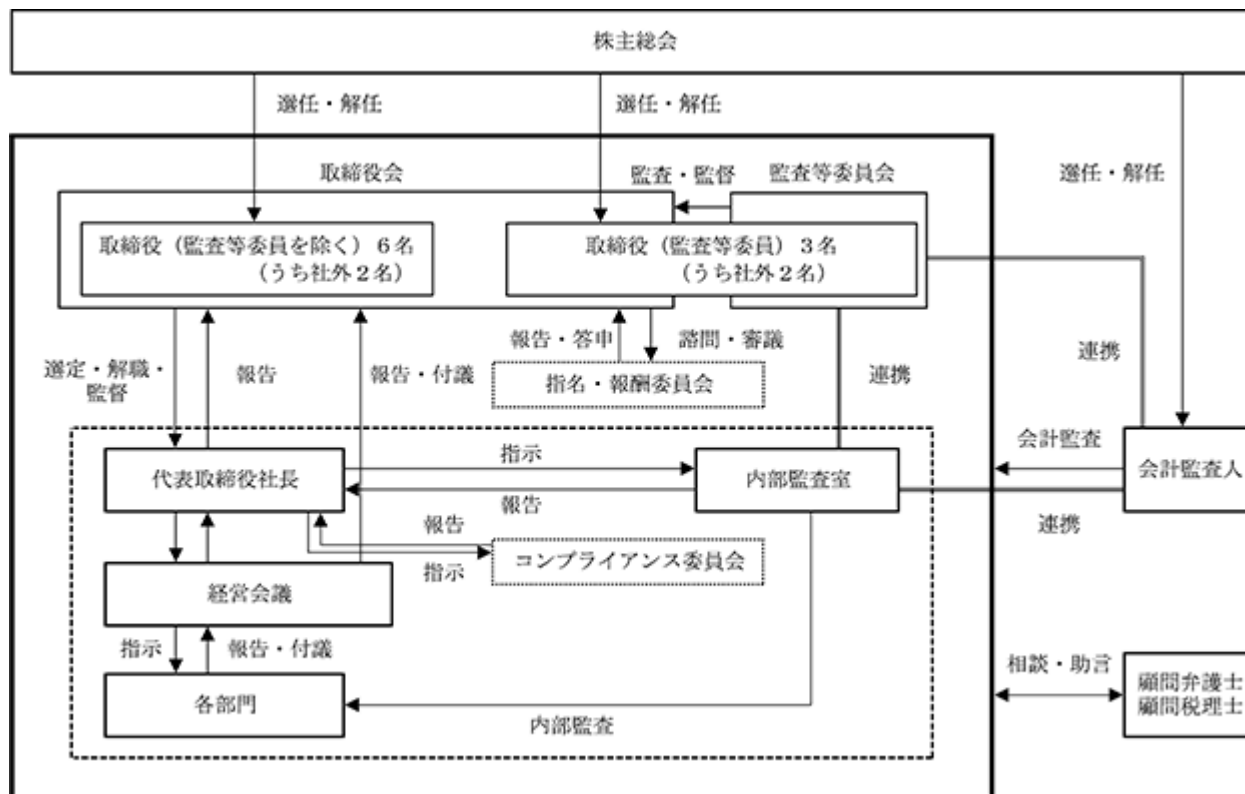 株主総会
選任・解任
選任・解任
選任・解任
取締役会
監査・監督
監査等委員会
取締役（監査等委員を除く）６名
（うち社外２名）
取締役（監査等委員）３名
（うち社外２名）
選定・解職・
監督
報告
報告・付議
報告・答申
諮問・審議
指名・報酬委員会
連携
連携
代表取締役社長
指示
報告
内部監査室
会計監査
会計監査人
連携
報告
指示
コンプライアンス委員会
経営会議
指示
報告・付議
各部門
内部監査
相談・助言
顧問弁護士
顧問税理士